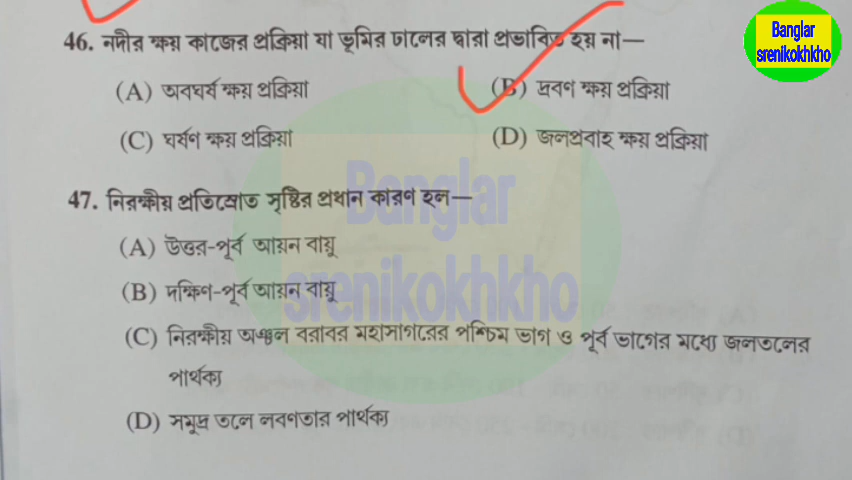 Banglar
srenikokhkho
46. নদীর ক্ষয় কাজের প্রক্রিয়া যা ভূমির ঢালের দ্বারা প্রভাবিত হয় না—
(A) অবঘর্ষ ক্ষয় প্রক্রিয়া
(B) দ্রবণ ক্ষয় প্রক্রিয়া
(C) ঘর্ষণ ক্ষয় প্রক্রিয়া
(D) জলপ্রবাহ ক্ষয় প্রক্রিয়া
47. নিরক্ষীয় প্রতিস্রোত সৃষ্টির প্রধান কারণ হল—
(A) উত্তর-পূর্ব আয়ন বায়ু
(B) দক্ষিণ-পূর্ব আয়ন বায়ু
(C) নিরক্ষীয় অঞ্চল বরাবর মহাসাগরের পশ্চিম ভাগ ও পূর্ব ভাগের মধ্যে জলতলের
পার্থক্য
(D) সমুদ্র তলে লবণতার পার্থক্য
Banglar
srenikokhkho